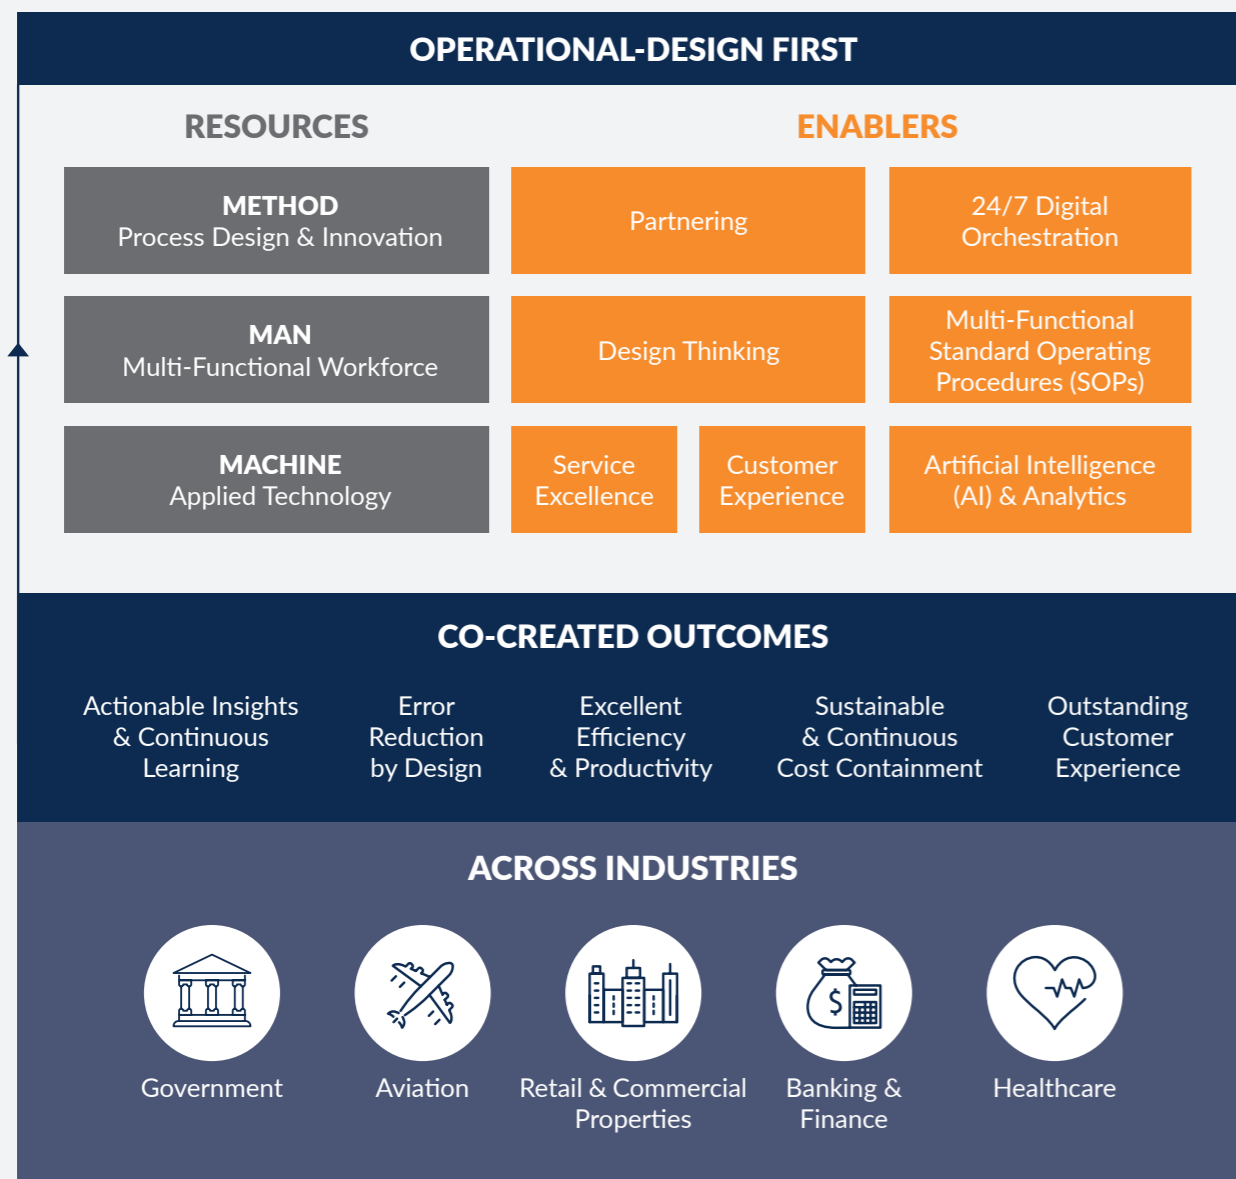 OPERATIONAL-DESIGN FIRST
RESOURCES
ENABLERS
METHOD
Process Design & Innovation
Partnering
24/7 Digital
Orchestration
MAN
Multi-Functional Workforce
Design Thinking
Multi-Functional
Standard Operating
Procedures (SOPs)
MACHINE
Applied Technology
Service
Excellence
Customer
Experience
Artificial Intelligence
(AI) & Analytics
CO-CREATED OUTCOMES
Actionable Insights
& Continuous
Learning
Error
Reduction
by Design
Excellent
Efficiency
& Productivity
Sustainable
& Continuous
Cost Containment
Outstanding
Customer
Experience
ACROSS INDUSTRIES
$
Government
Aviation
Retail & Commercial
Properties
Banking &
Finance
Healthcare